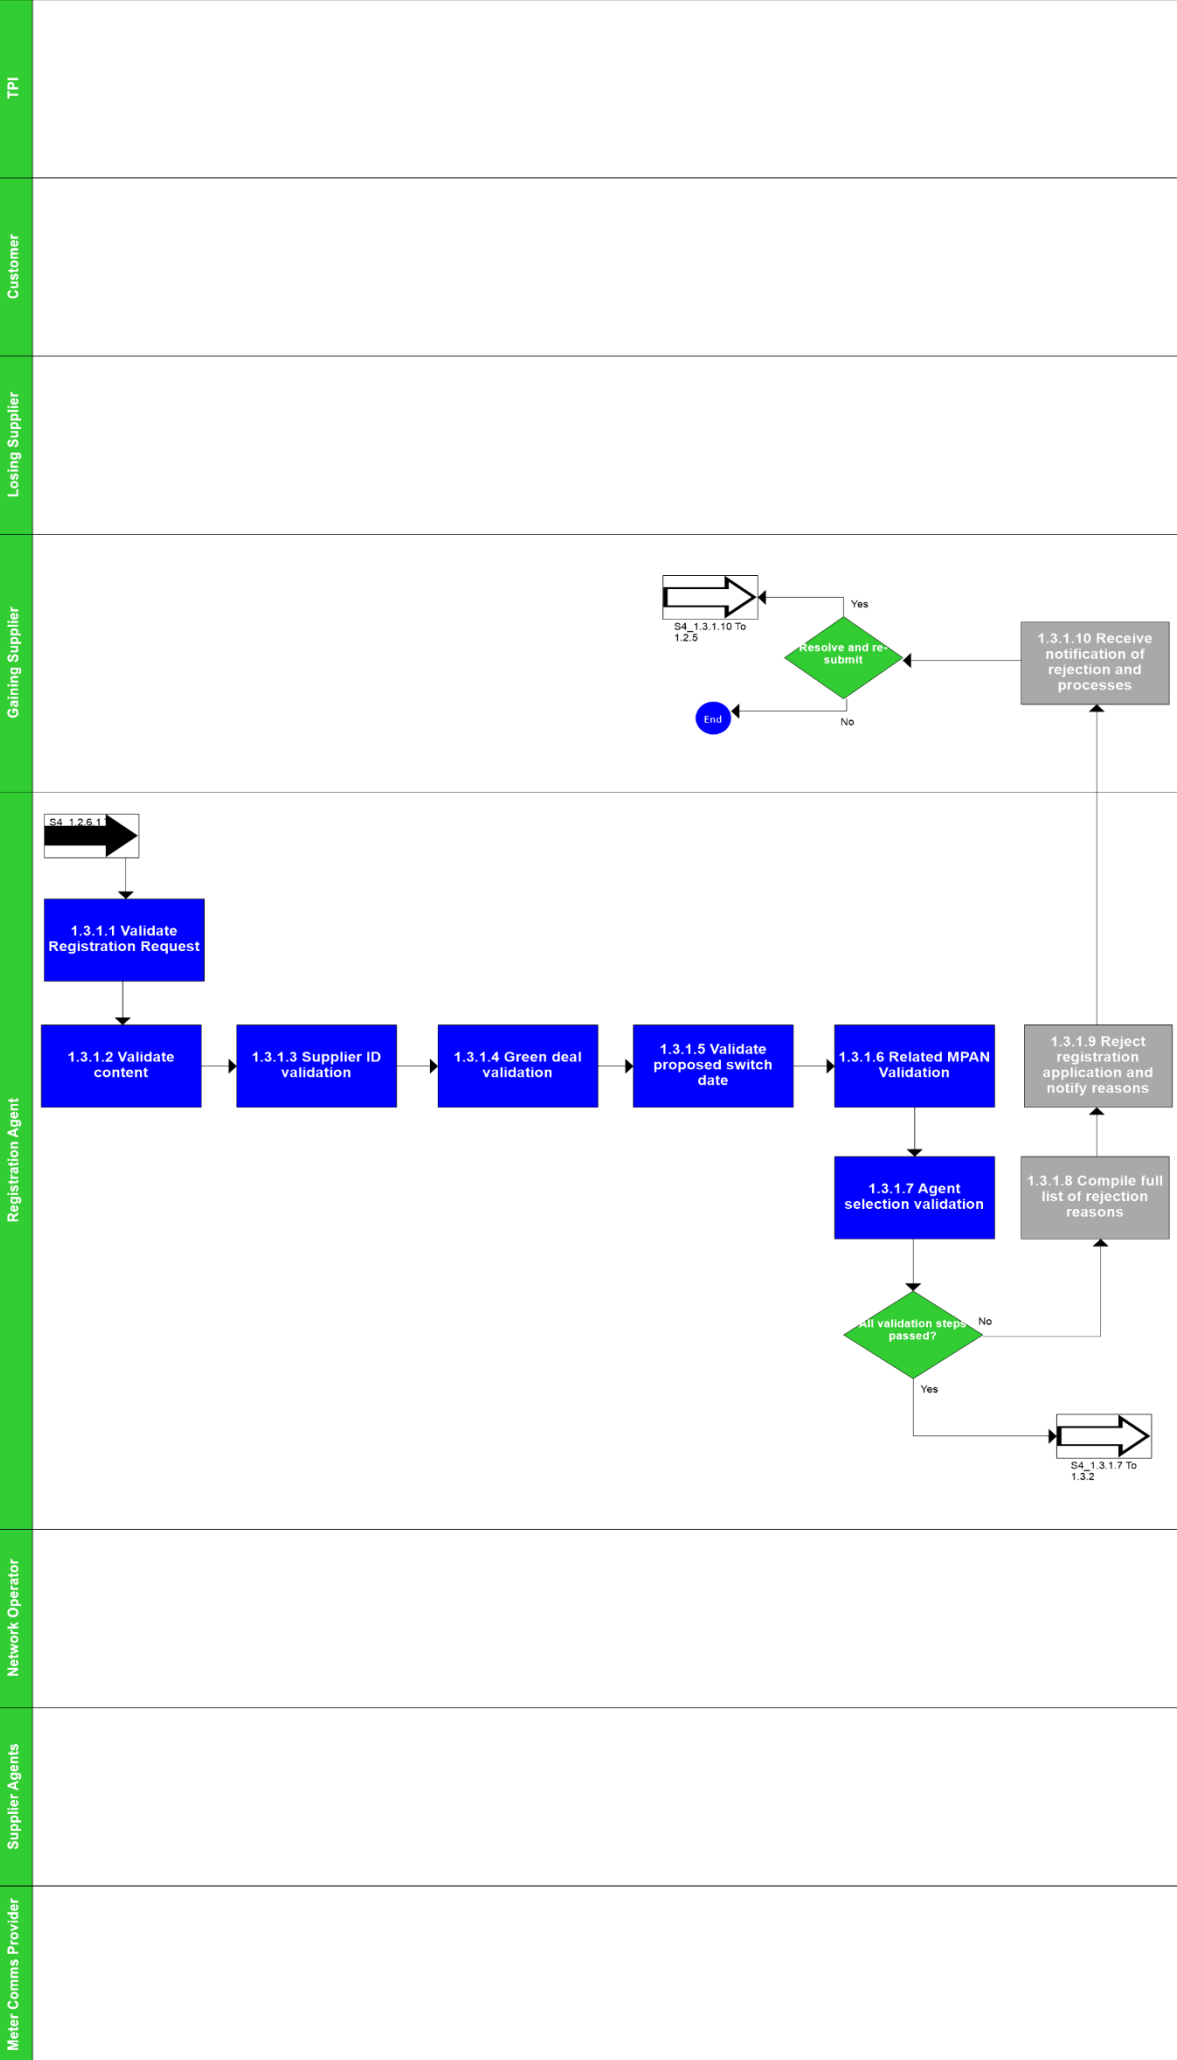 TPI
Customer
Losing Supplier
Gaining Supplier
S4_1.3.1.10 To
1.2.5
Yes
Resolve and re-
submit
No
End
1.3.1.10 Receive
notification of
rejection and
processes
Registration Agent
S4_1.2.6.1
1.3.1.1 Validate
Registration Request
1.3.1.2 Validate
content
1.3.1.3 Supplier ID
validation
1.3.1.4 Green deal
validation
1.3.1.5 Validate
proposed switch
date
1.3.1.6 Related MPAN
Validation
1.3.1.9 Reject
registration
application and
notify reasons
1.3.1.7 Agent
selection validation
1.3.1.8 Compile full
list of rejection
reasons
All validation steps
passed?
No
Yes
S4_1.3.1.7 To
1.3.2
Network Operator
Supplier Agents
Meter Comms Provider